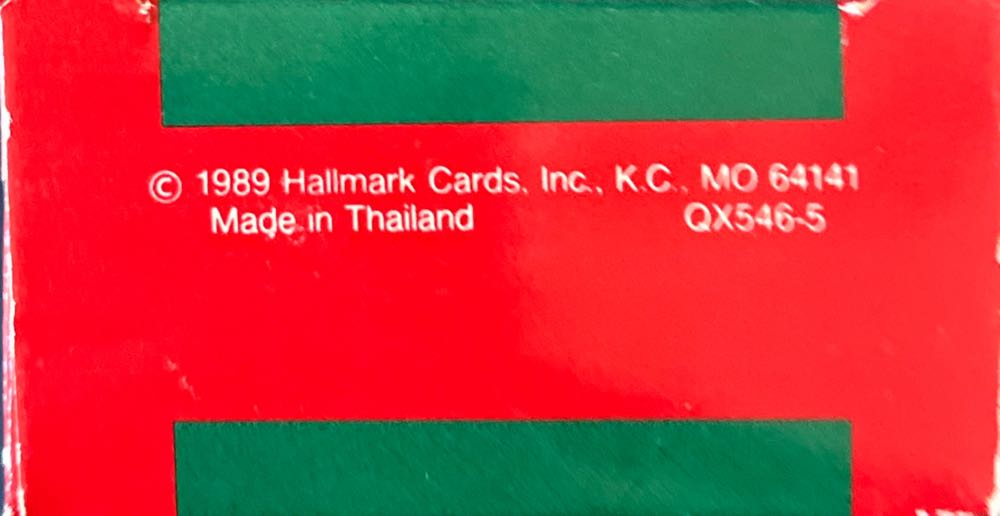 © 1989 Hallmark Cards, Inc., K.C., MO 64141
Made in Thailand QX546-5